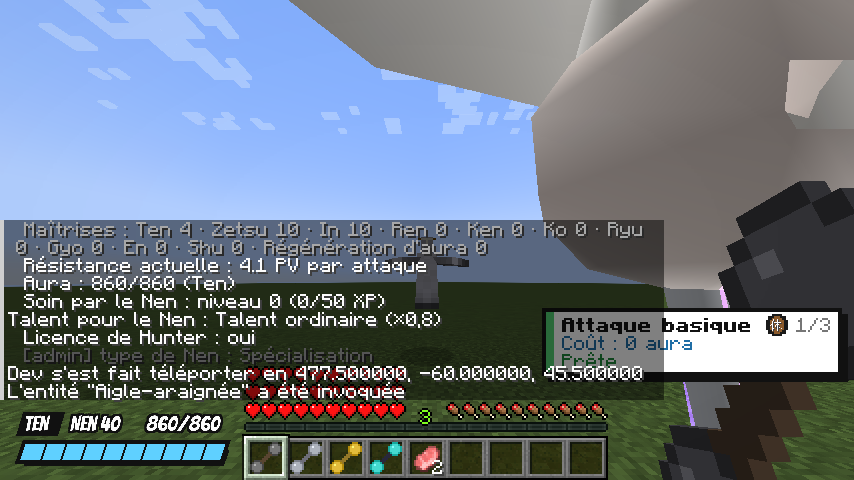 Maîtrises : Ten 4 · Zetsu 10 · In 10 · Ren 0 · Ken 0 · Ko 0 · Ryu
0 · Gyo 0 · En 0 · Shu 0 · Régénération d'aura 0
Résistance actuelle : 4.1 PV par attaque
Aura : 860/860 (Ten)
Soin par le Nen : niveau 0 (0/50 XP)
Talent pour le Nen : Talent ordinaire (×0,8)
Licence de Hunter : oui
[admin] type de Nen : Spécialisation
Dev s'est fait téléporter en 477.500000, -60.000000, 45.500000
L'entité "Aigle-araignée" a été invoquée
Attaque basique 1/3
Coût : 0 aura
Prête
TEN NEN 40 860/860
3
2